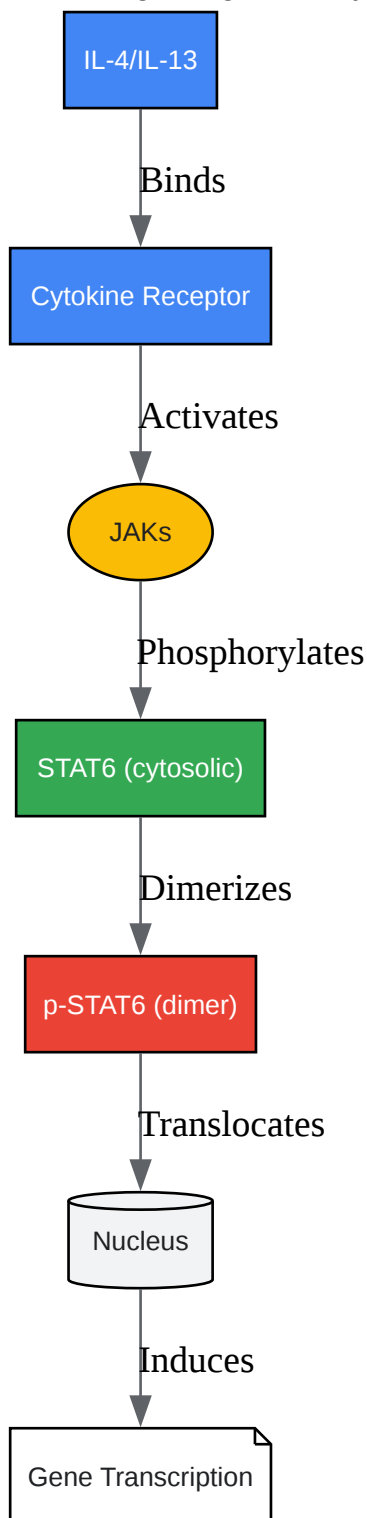 IL-4/IL-13
Binds
Cytokine Receptor
Activates
JAKs
Phosphorylates
STAT6 (cytosolic)
Dimerizes
p-STAT6 (dimer)
Translocates
Nucleus
Induces
Gene Transcription